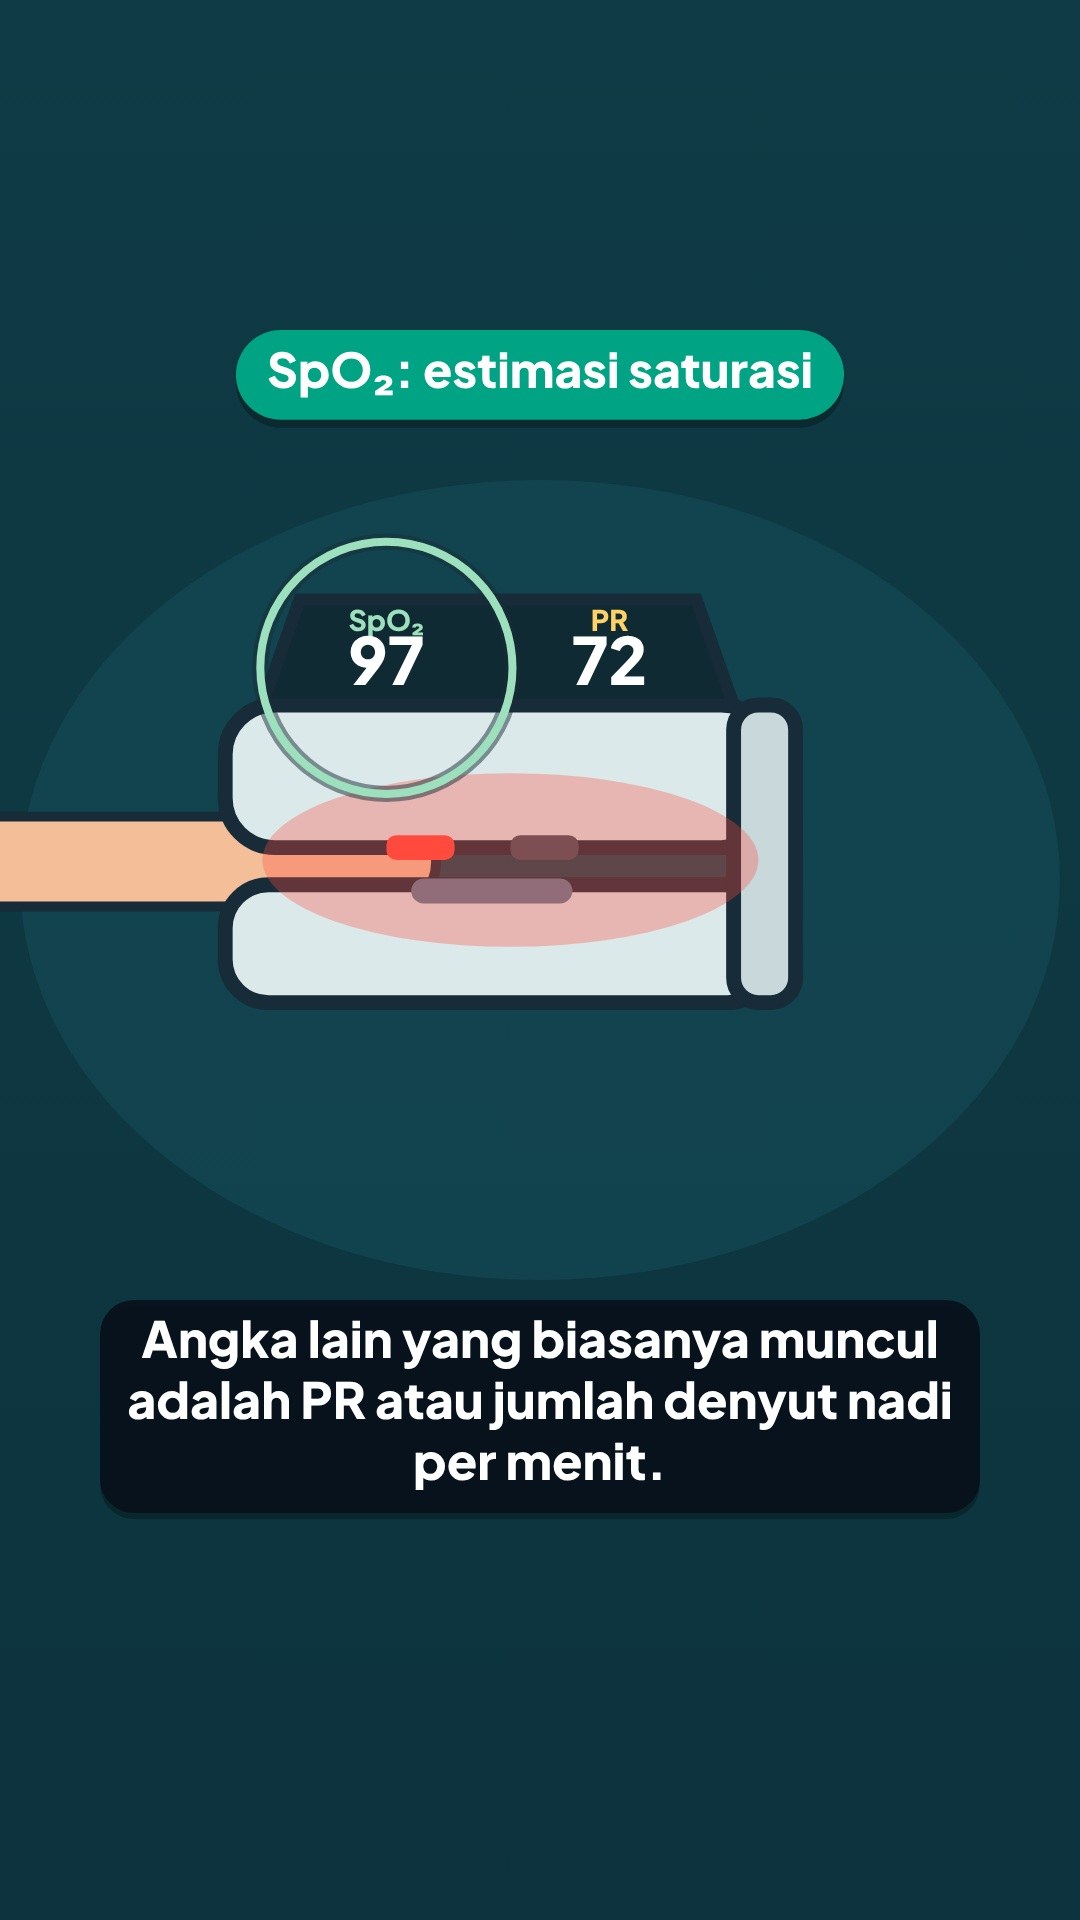 SpO₂: estimasi saturasi
SpO₂ PR
97 72
Angka lain yang biasanya muncul
adalah PR atau jumlah denyut nadi
per menit.